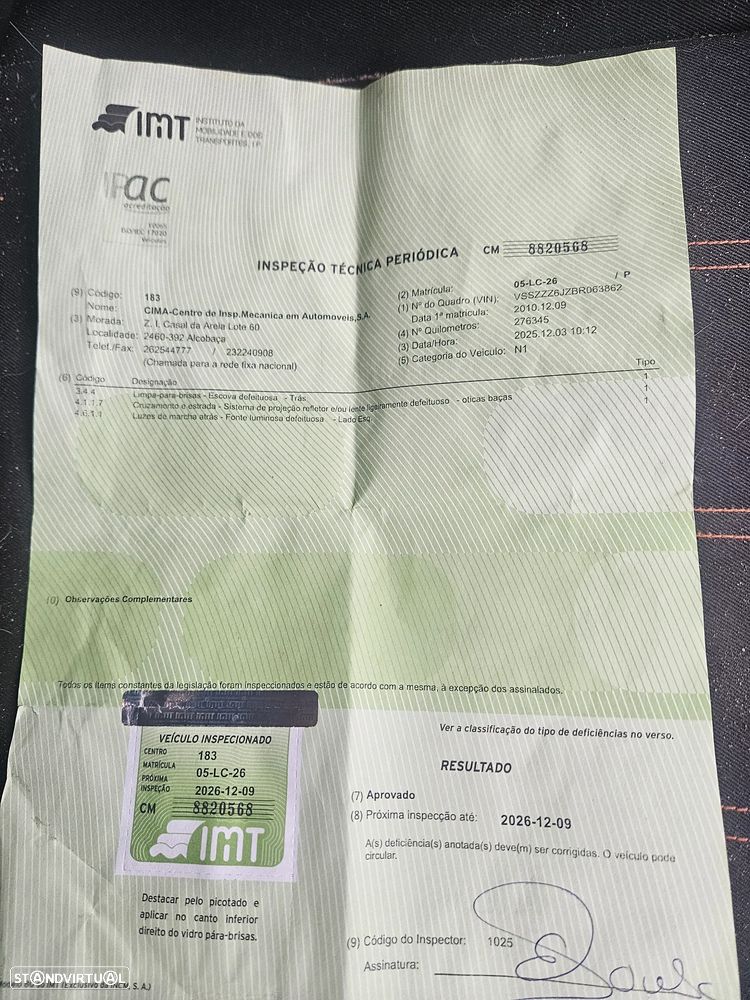 IMT INSTITUTO DA
MOBILIDADE E DOS
TRANSPORTES, I.P.
IPac
acreditação
ISO/IEC 17020
INSPEÇÃO TÉCNICA PERIÓDICA CM 8820568
(9) Código: 183
Nome: CIMA-Centro de Insp.Mecanica em Automoveis,S.A.
(3) Morada: Z. I. Casal da Areia Lote 60
Localidade: 2460-392 Alcobaça
Telef./Fax: 262544777 / 232240908
(Chamada para a rede fixa nacional)
(2) Matrícula: 05-LC-26 / P
(1) Nº do Quadro (VIN): VSSZZZ6JZBR063862
Data 1ª matricula: 2010.12.09
(4) Nº Quilometros: 276345
(3) Data/Hora: 2025.12.03 10:12
(5) Categoria do Veículo: N1
(6) Código Designação Tipo
3.4.4 Limpa-para-brisas - Escova defeituosa - Trás 1
4.1.1.7 Cruzamento e estrada - Sistema de projeção refletor e/ou lente ligeiramente defeituoso - oticas baças 1
4.6.1.1 Luzes de marcha atrás - Fonte luminosa defeituosa - Lado Esq. 1
10) Observações Complementares
Todos os Items constantes da legislação foram inspeccionados e estão de acordo com a mesma, à excepção dos assinalados.
Ver a classificação do tipo de deficiências no verso.
VEÍCULO INSPECIONADO
CENTRO 183
MATRÍCULA 05-LC-26
PRÓXIMA INSPEÇÃO 2026-12-09
CM 8820568
IMT
RESULTADO
(7) Aprovado
(8) Próxima inspecção até: 2026-12-09
A(s) deficiência(s) anotada(s) deve(m) ser corrigidas. O veículo pode
circular.
Destacar pelo picotado e
aplicar no canto inferior
direito do vidro pára-brisas.
(9) Código do Inspector: 1025
Assinatura:
IMT (Exclusivo da INCM, S. A.)
STANDVIRTUAL